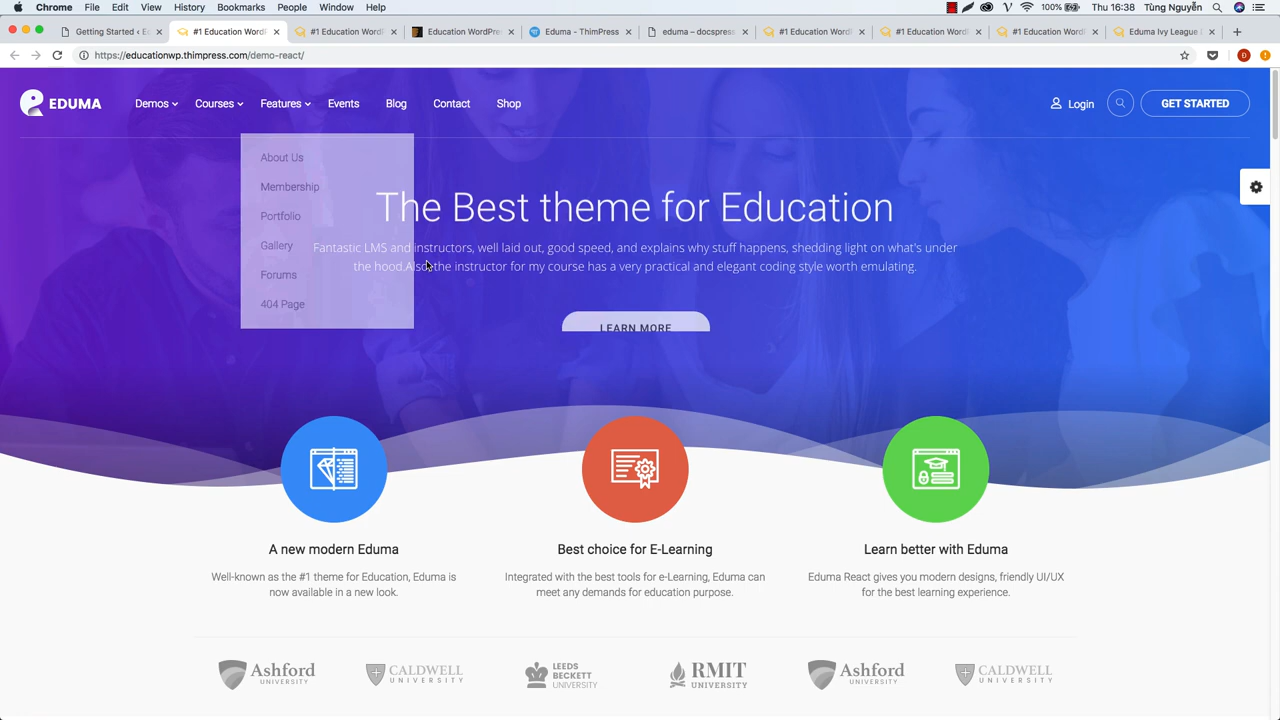 Chrome File Edit View History Bookmarks People Window Help 100% Thu 16:38 Tùng Nguyễn
Getting Started ‹ E #1 Education Word #1 Education Word Education WordPre Eduma - ThimPress eduma – docspress #1 Education Word #1 Education Word #1 Education Word Eduma Ivy League
https://educationwp.thimpress.com/demo-react/
EDUMA Demos Courses Features Events Blog Contact Shop Login GET STARTED
About Us
Membership
Portfolio
Gallery
Forums
404 Page
The Best theme for Education
Fantastic LMS and instructors, well laid out, good speed, and explains why stuff happens, shedding light on what's under
the hood.Also, the instructor for my course has a very practical and elegant coding style worth emulating.
LEARN MORE
A new modern Eduma
Well-known as the #1 theme for Education, Eduma is
now available in a new look.
Best choice for E-Learning
Integrated with the best tools for e-Learning, Eduma can
meet any demands for education purpose.
Learn better with Eduma
Eduma React gives you modern designs, friendly UI/UX
for the best learning experience.
Ashford UNIVERSITY
CALDWELL UNIVERSITY
LEEDS BECKETT UNIVERSITY
RMIT UNIVERSITY
Ashford UNIVERSITY
CALDWELL UNIVERSITY